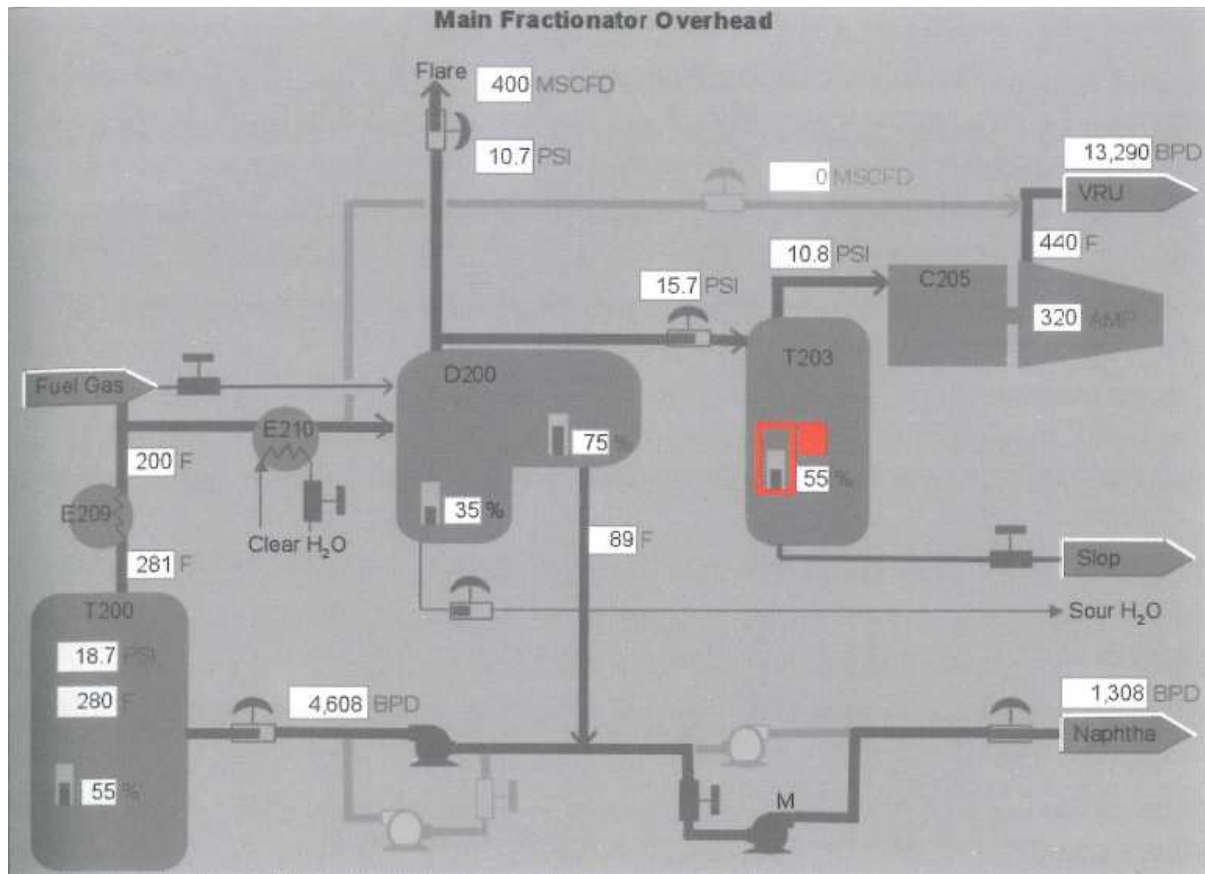 Main Fractionator Overhead
Flare
400 MSCFD
10.7 PSI
13,290 BPD
0 MSCFD
VRU
440 F
10.8 PSI
15.7 PSI
C205
320 AMP
T203
D200
Fuel Gas
E210
75 %
200 F
55 %
35 %
E209
Clear H₂O
89 F
281 F
Slop
T200
Sour H₂O
18.7 PSI
280 F
4,608 BPD
1,308 BPD
Naphtha
55 %
M